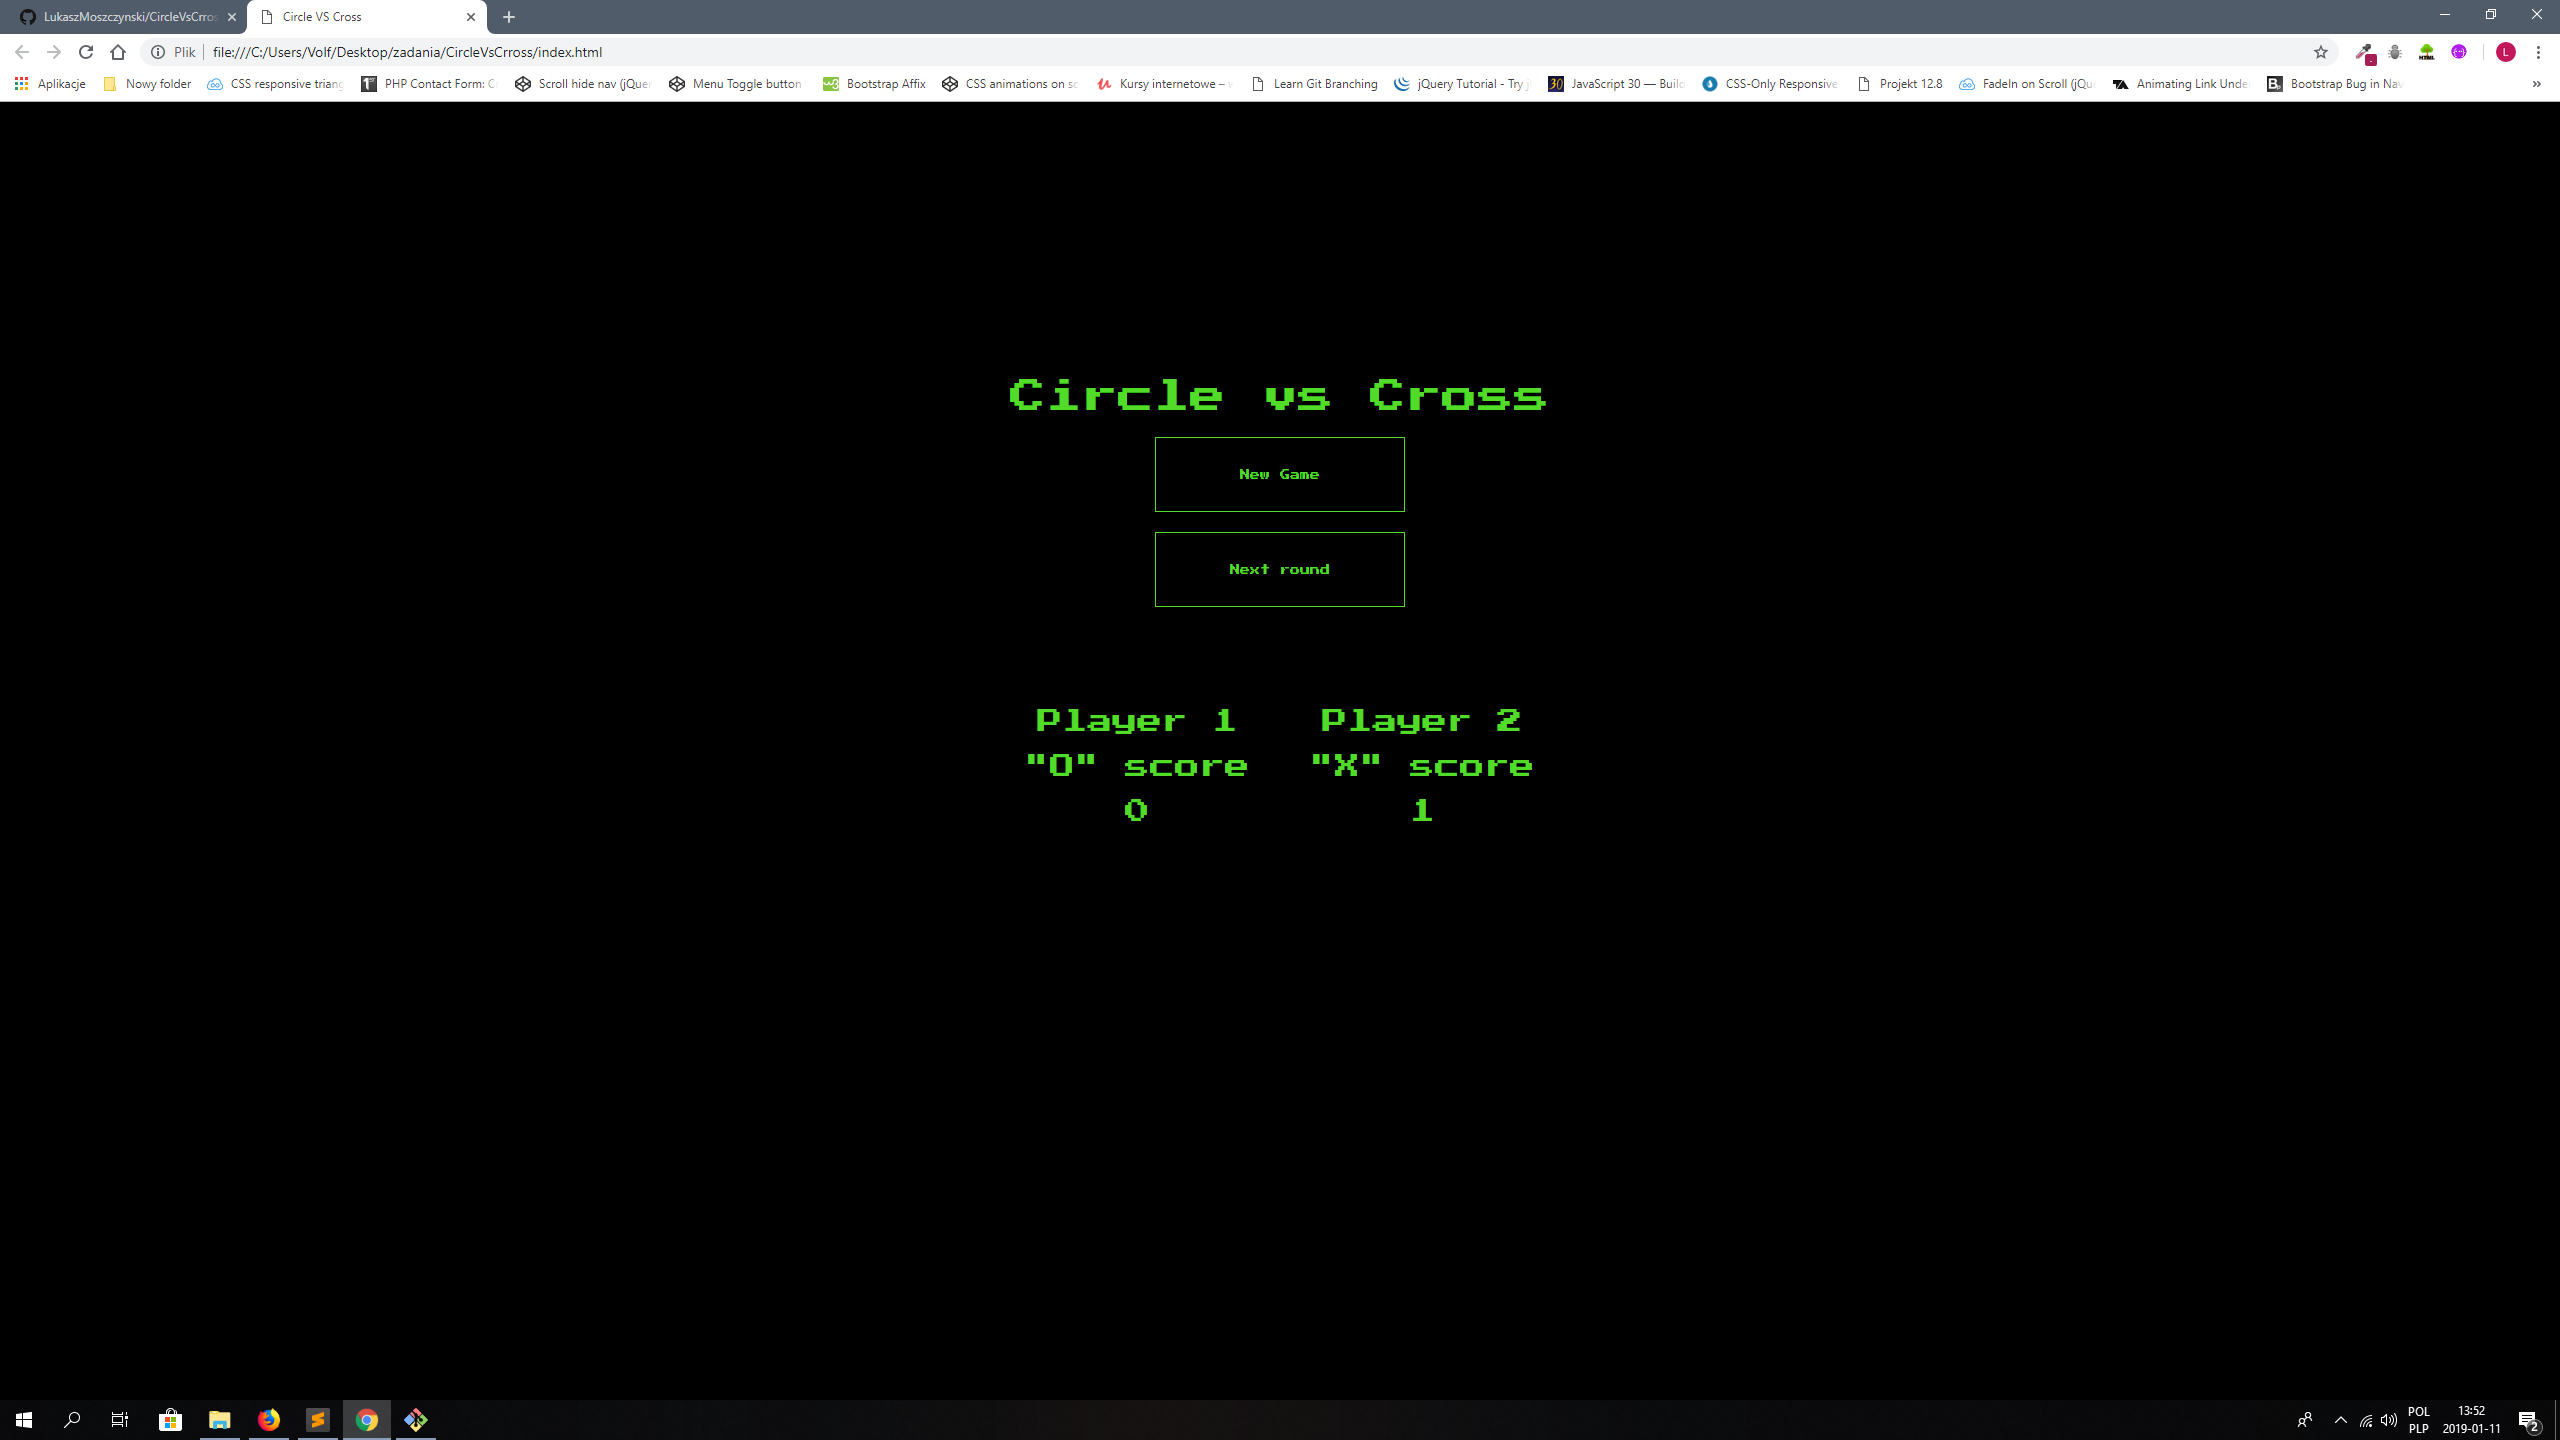 LukaszMoszczynski/CircleVsCrros
Circle VS Cross
Plik
file:///C:/Users/Volf/Desktop/zadania/CircleVsCrross/index.html
L
Aplikacje
Nowy folder
CSS responsive triang
PHP Contact Form: Cr
Scroll hide nav (jQuer
Menu Toggle button
Bootstrap Affix
CSS animations on sc
Kursy internetowe – w
Learn Git Branching
jQuery Tutorial - Try j
JavaScript 30 — Build
CSS-Only Responsive
Projekt 12.8
FadeIn on Scroll (jQue
Animating Link Unde
Bootstrap Bug in Nav
»
Circle vs Cross
New Game
Next round
Player 1
"O" score
0
Player 2
"X" score
1
POL
PLP
13:52
2019-01-11
2